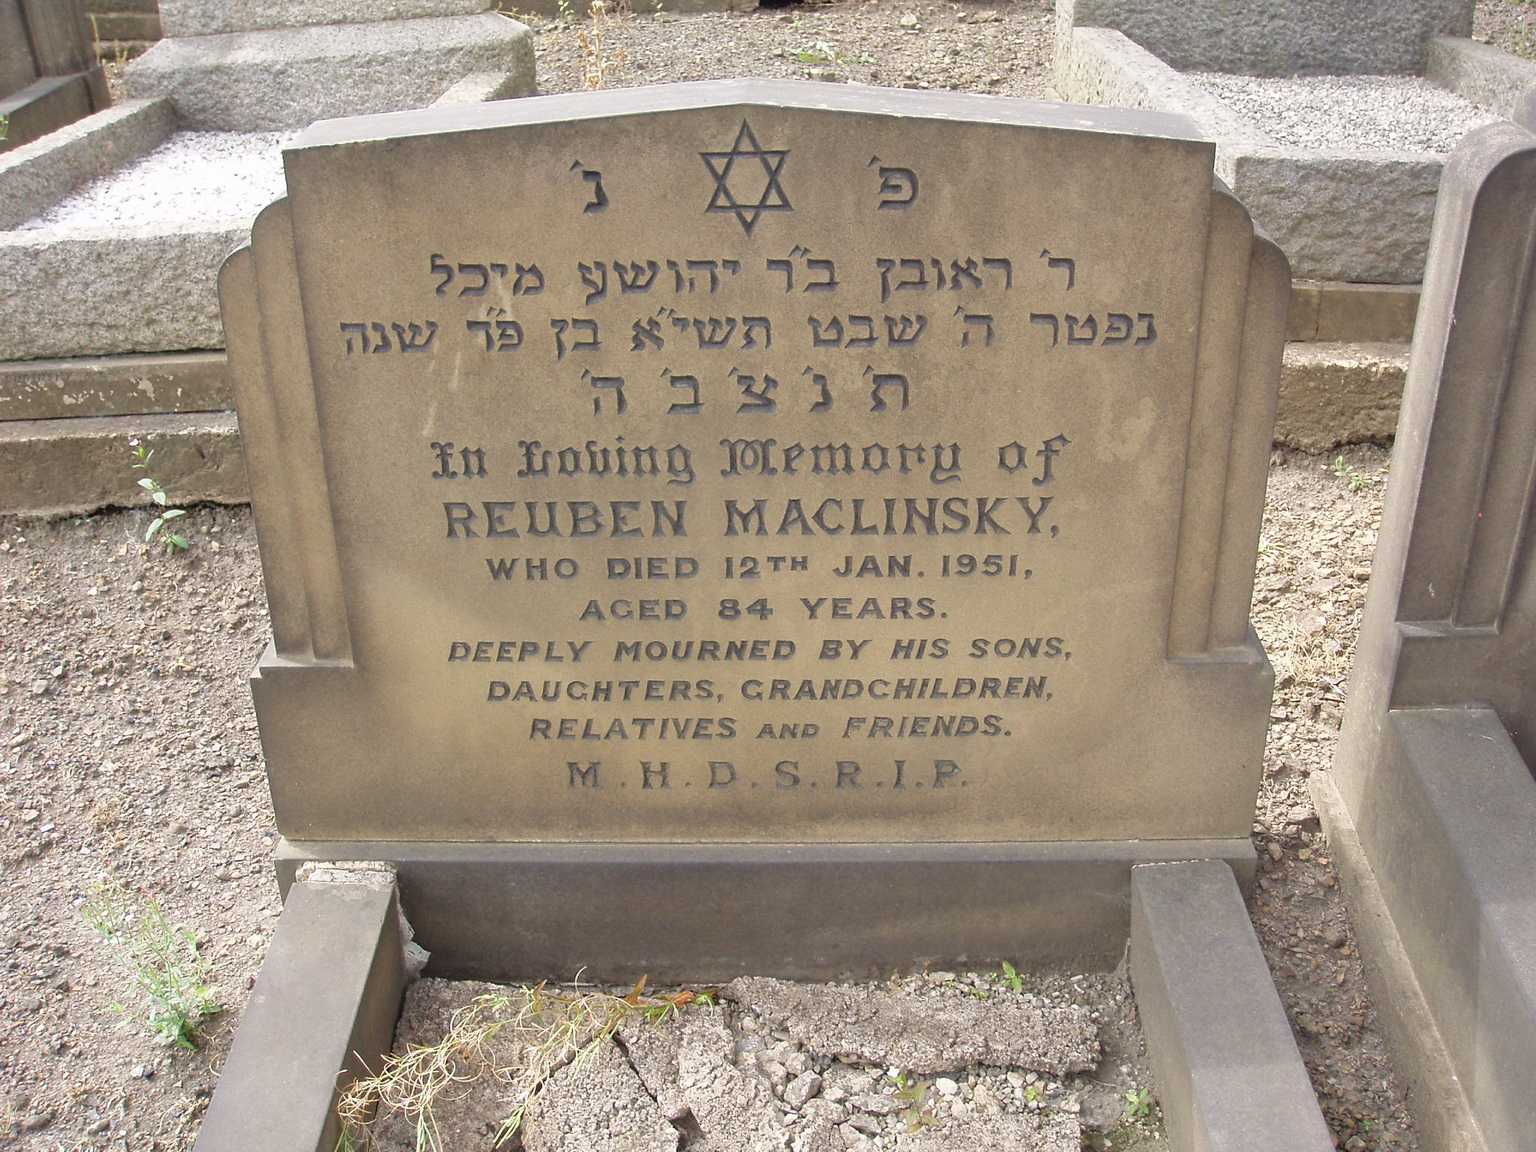 פ׳ נ׳
ר׳ ראובן ב״ר יהושע מיכל
נפטר ה׳ שבט תשי״א בן פ״ד שנה
ת׳ נ׳ צ׳ ב׳ ה׳
In Loving Memory of
REUBEN MACLINSKY,
WHO DIED 12TH JAN. 1951,
AGED 84 YEARS.
DEEPLY MOURNED BY HIS SONS,
DAUGHTERS, GRANDCHILDREN,
RELATIVES AND FRIENDS.
M.H.D.S.R.I.P.